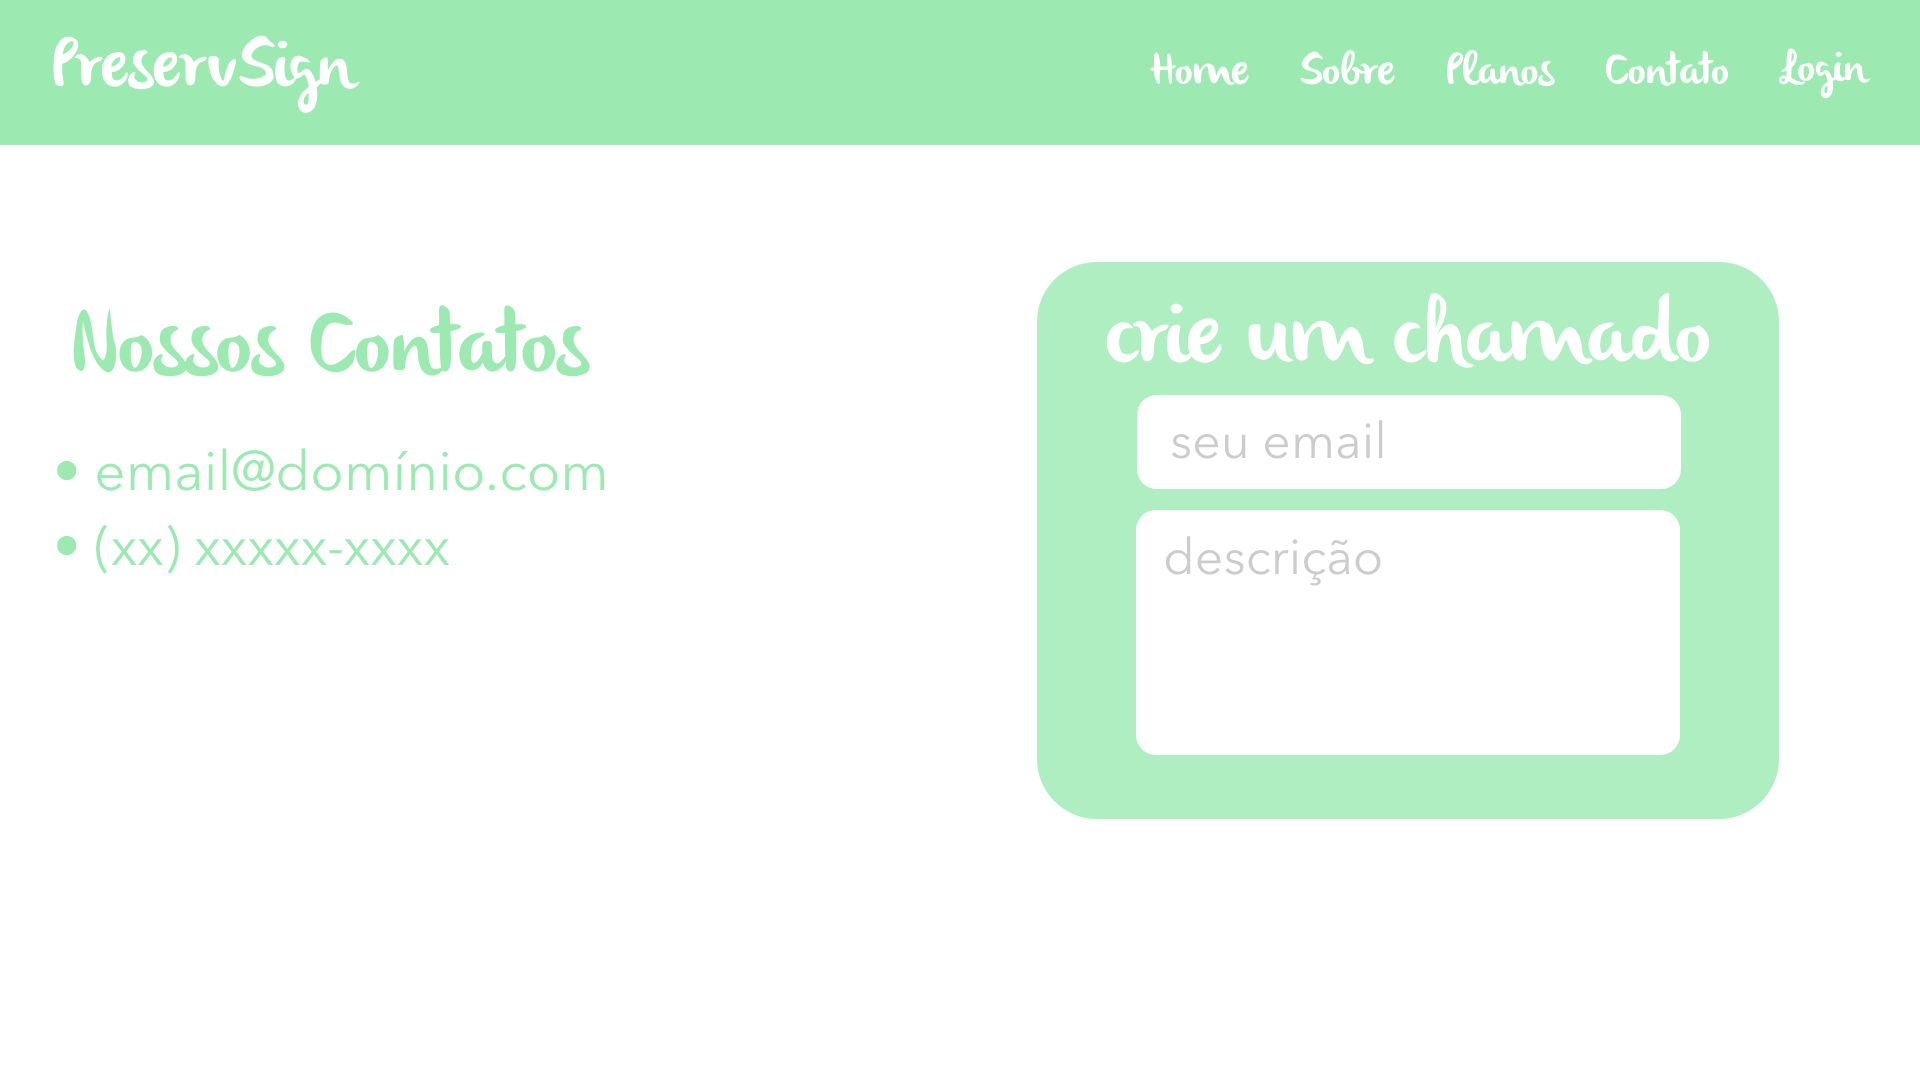 PreservSign
Home Sobre Planos Contato Login
Nossos Contatos
• email@domínio.com
• (xx) xxxxx-xxxx
crie um chamado
seu email
descrição